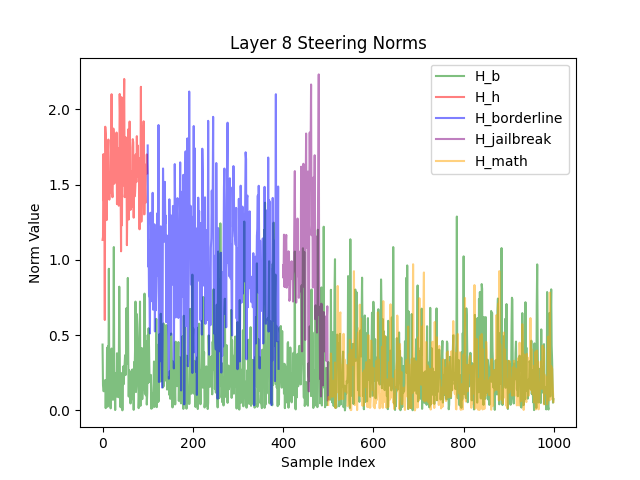 Layer 8 Steering Norms
H_b
H_h
H_borderline
H_jailbreak
H_math
Norm Value
2.0
1.5
1.0
0.5
0.0
0
200
400
600
800
1000
Sample Index